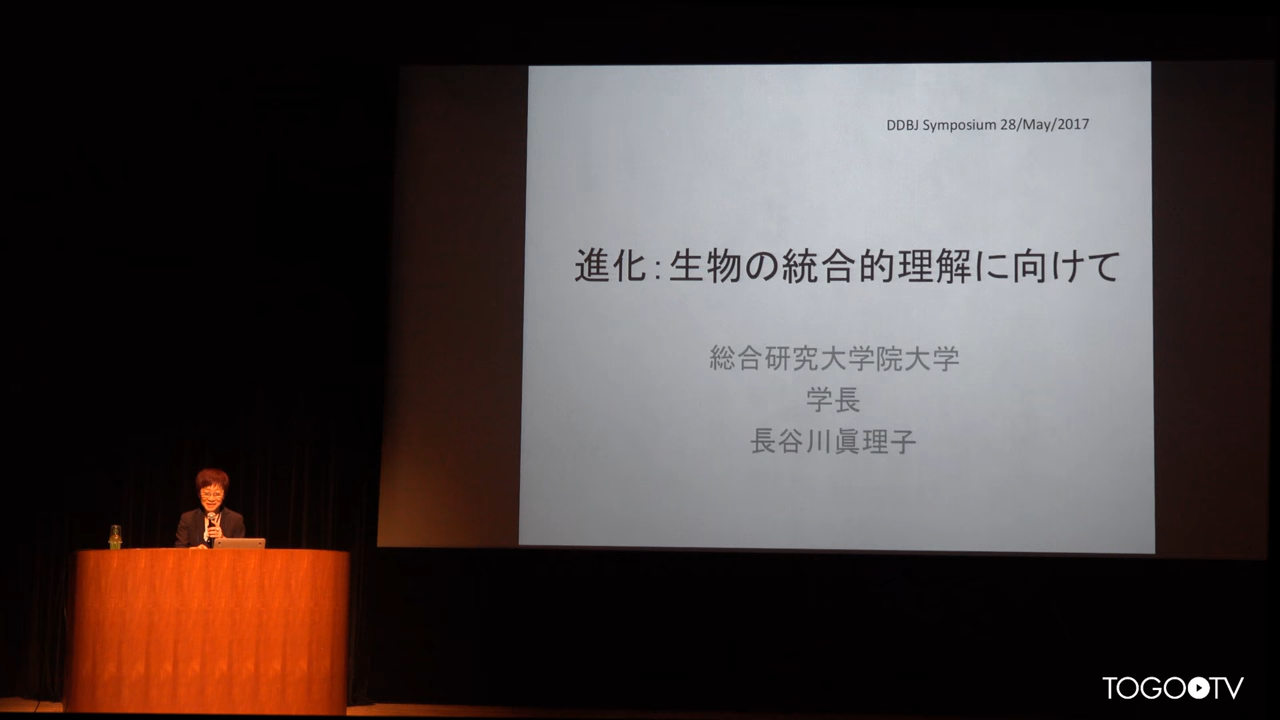 DDBJ Symposium 28/May/2017
進化：生物の統合的理解に向けて
総合研究大学院大学
学長
長谷川眞理子
TOGOTV